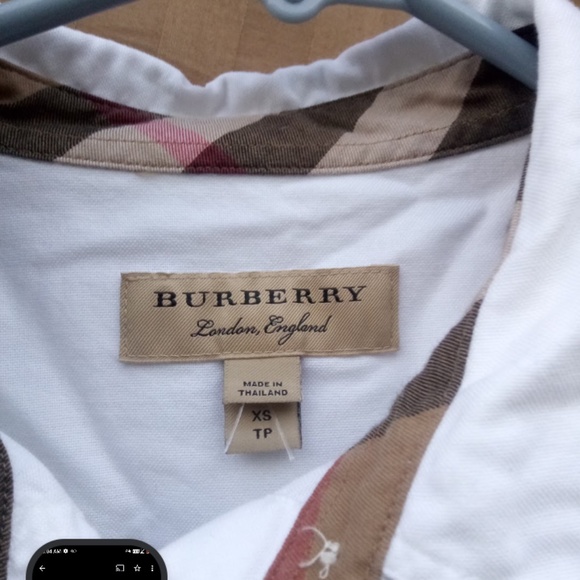 BURBERRY
London, England
MADE IN
THAILAND
XS
TP